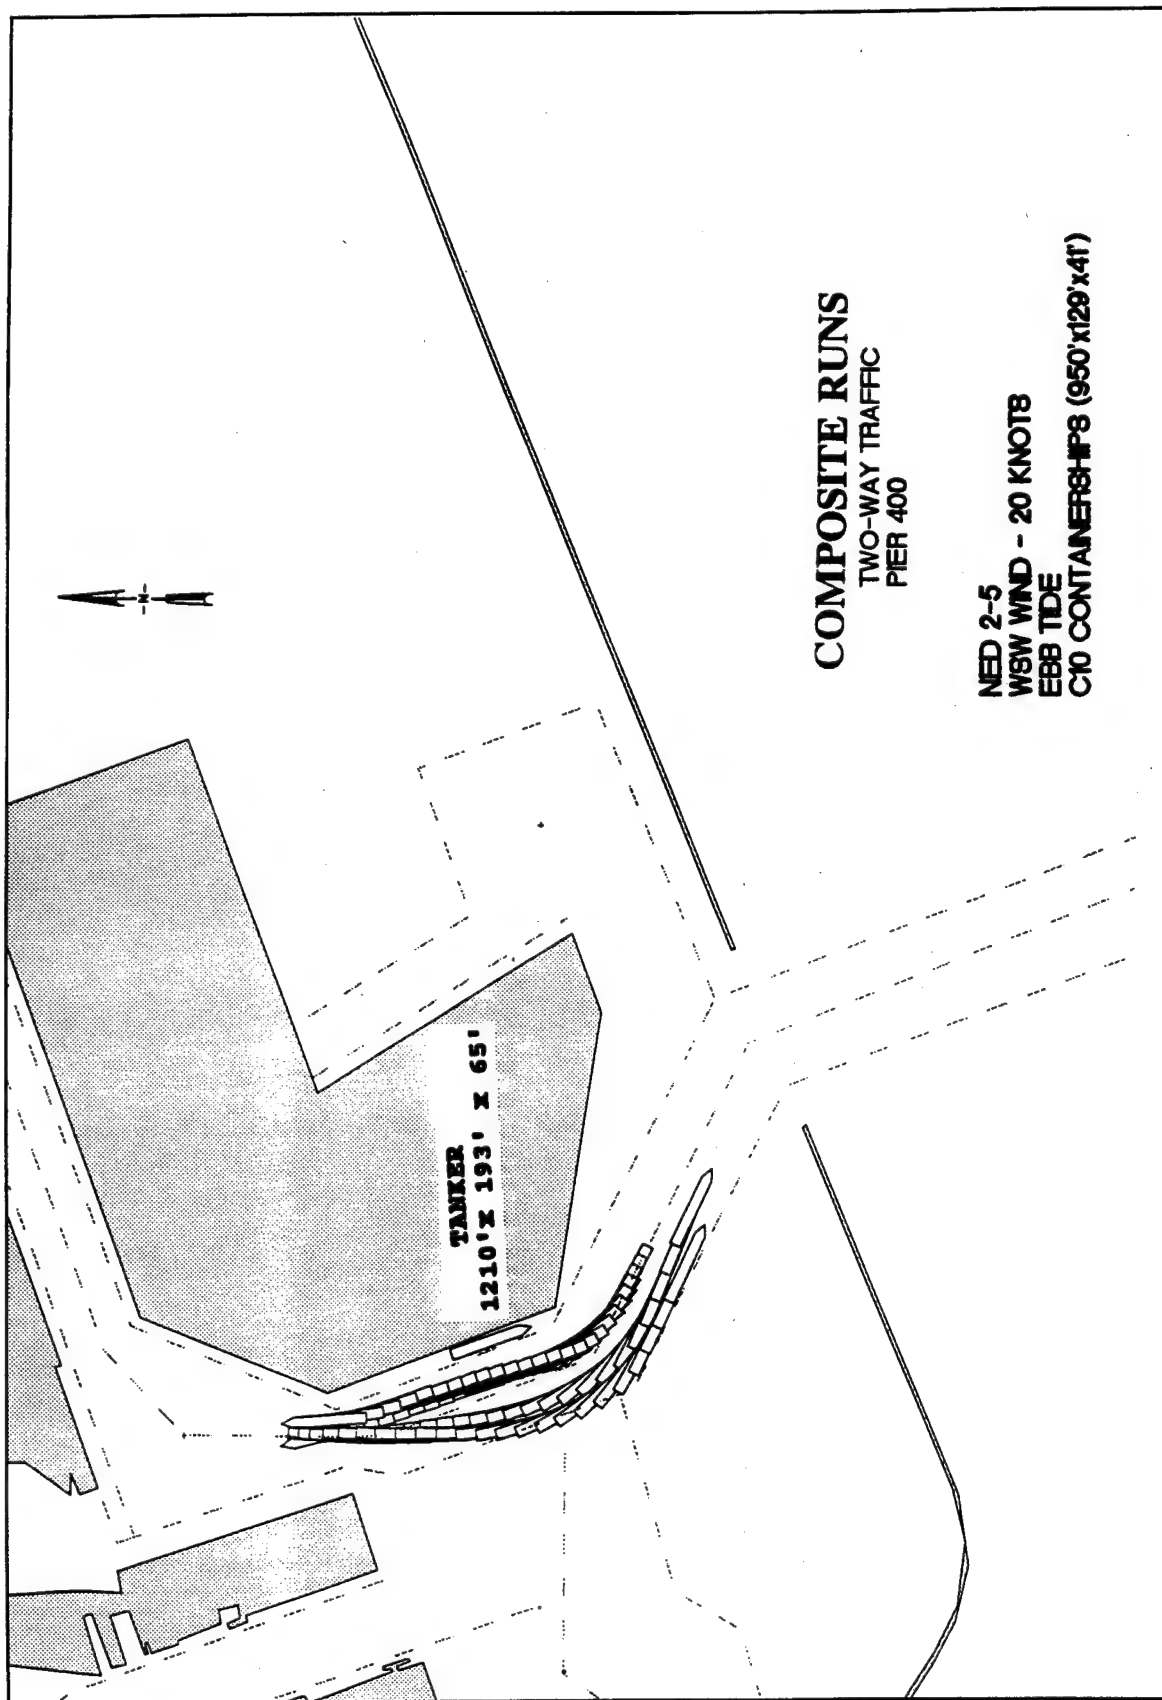 COMPOSITE RUNS
TWO-WAY TRAFFIC
PIER 400
NED 2-5
WSW WIND - 20 KNOTS
EBB TIDE
C10 CONTAINERSHIPS (950'x129'x41')
TANKER
1210'x 193' x 65'
N